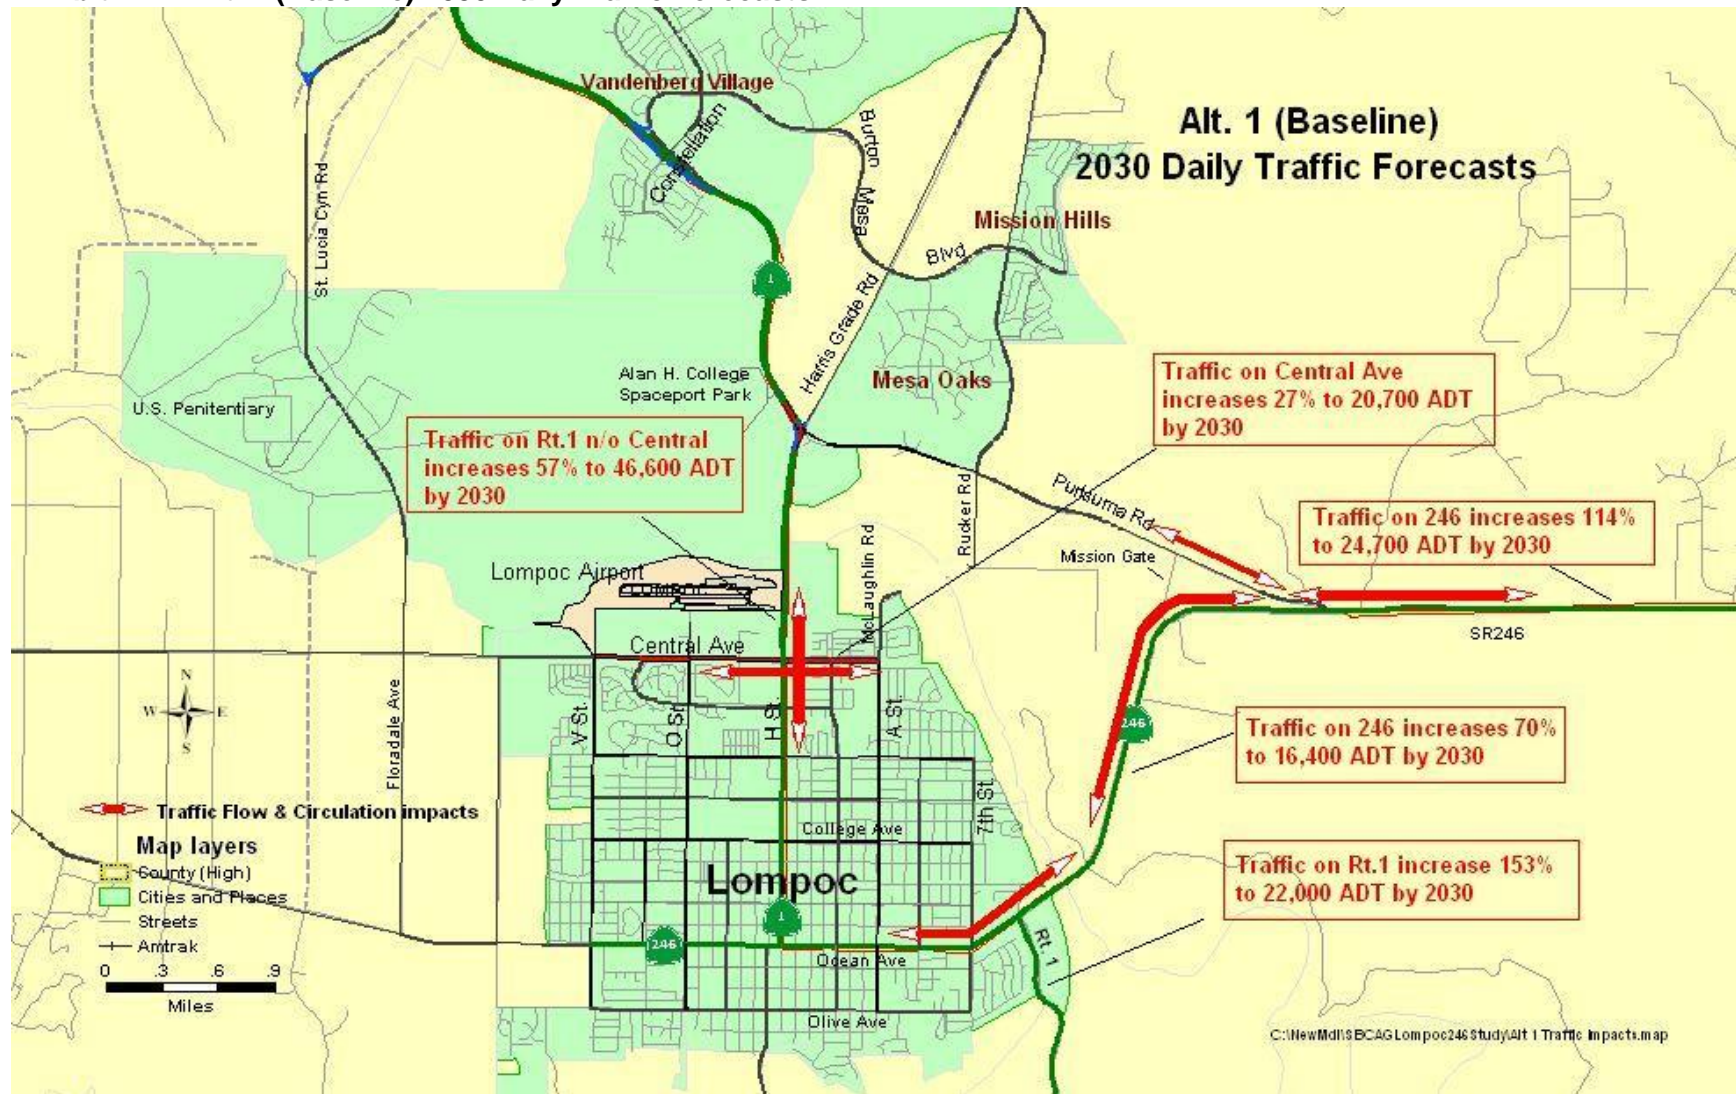 Alt. 1 (Baseline)
2030 Daily Traffic Forecasts
Vandenberg Village
Constellation
Burton Mesa
Blvd
Mission Hills
St. Lucia Cyn Rd
1
Harris Grade Rd
Alan H. College
Spaceport Park
Mesa Oaks
U.S. Penitentiary
Traffic on Central Ave
increases 27% to 20,700 ADT
by 2030
Traffic on Rt.1 n/o Central
increases 57% to 46,600 ADT
by 2030
Purisuma Rd
Rucker Rd
Mission Gate
Traffic on 246 increases 114%
to 24,700 ADT by 2030
Lompoc Airport
McLaughlin Rd
SR246
Central Ave
N
W E
S
Floradale Ave
V St.
O St.
H St.
A St.
246
Traffic on 246 increases 70%
to 16,400 ADT by 2030
Traffic Flow & Circulation impacts
Map layers
County (High)
Cities and Places
Streets
Amtrak
0 .3 .6 .9
Miles
College Ave
7th St.
Lompoc
Traffic on Rt.1 increase 153%
to 22,000 ADT by 2030
1
246
Ocean Ave
Rt. 1
Olive Ave
C:\NewMdl\SBCAGLompoc246Study\Alt 1 Traffic Impacts.map